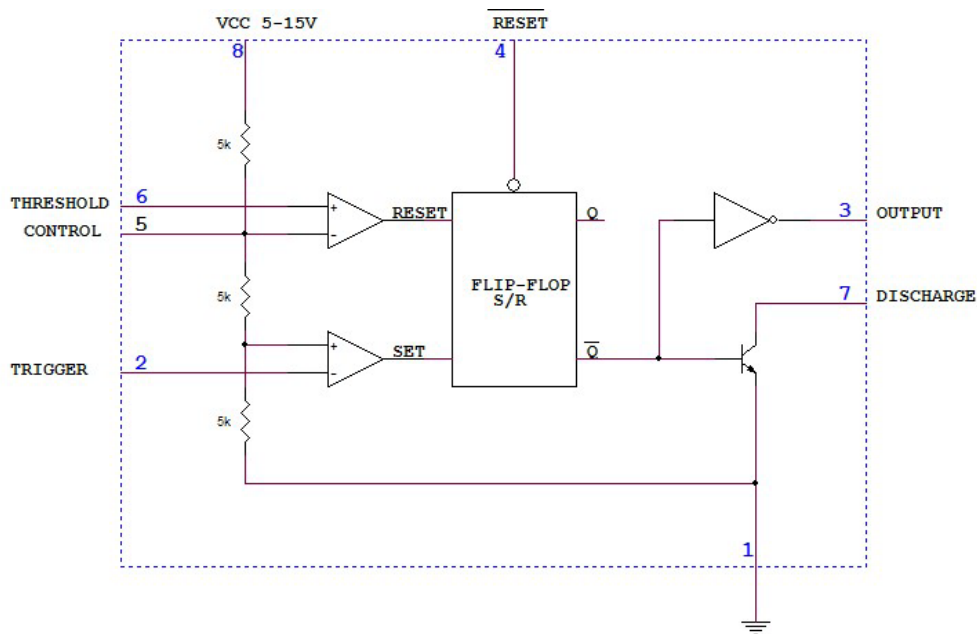 VCC 5-15V
RESET
8
4
5k
THRESHOLD
6
+
RESET
Q
3
OUTPUT
CONTROL
5
-
FLIP-FLOP
S/R
5k
7
DISCHARGE
+
SET
Q
TRIGGER
2
-
5k
1